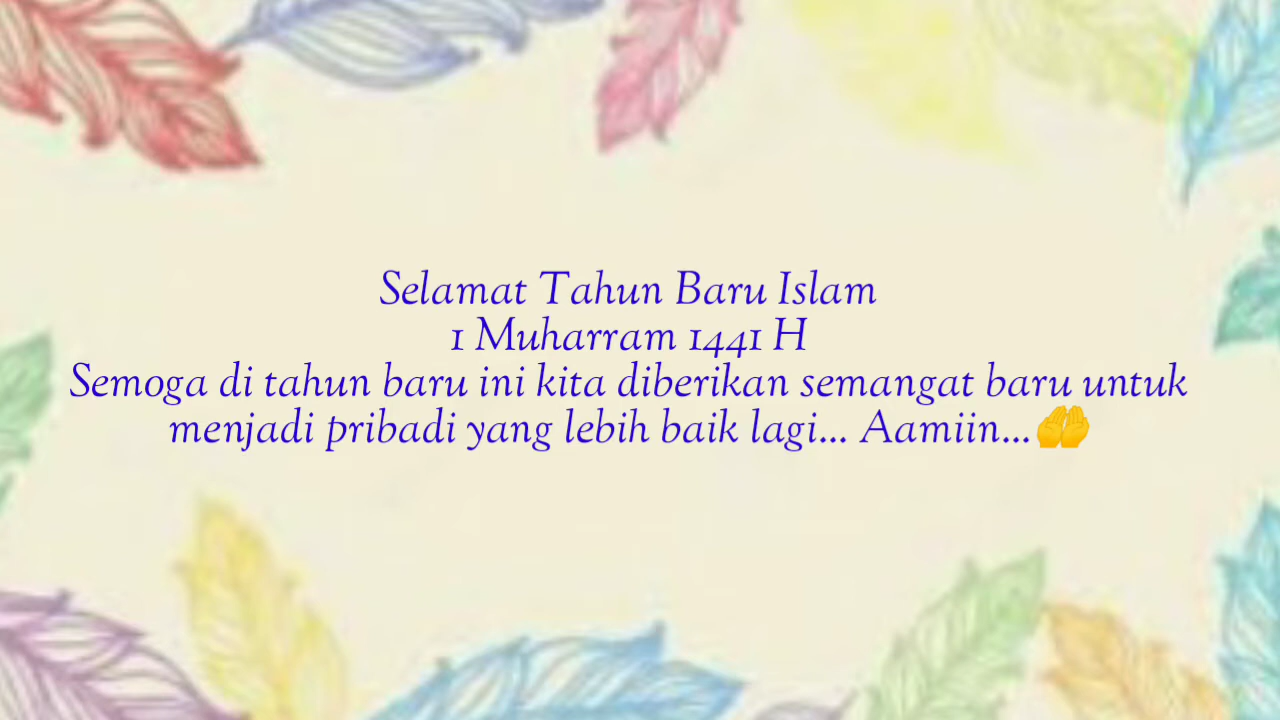 Selamat Tahun Baru Islam
1 Muharram 1441 H
Semoga di tahun baru ini kita diberikan semangat baru untuk
menjadi pribadi yang lebih baik lagi... Aamiin...🤲